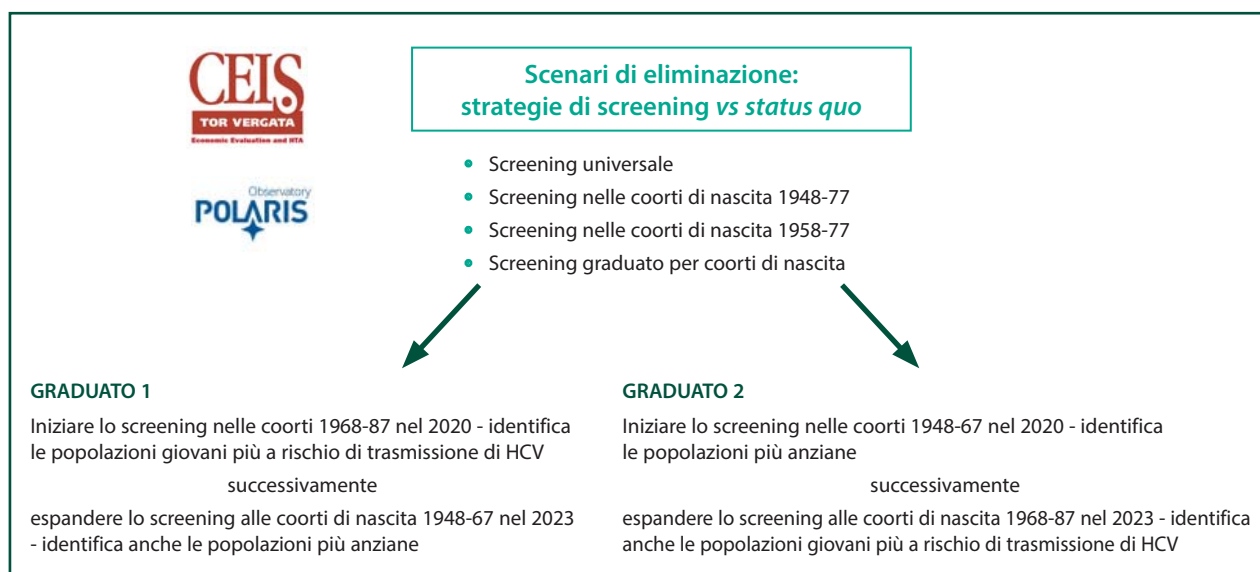 CEIS
TOR VERGATA
Economic Evaluation and HTA
Observatory
POLARIS
Scenari di eliminazione:
strategie di screening vs status quo
• Screening universale
• Screening nelle coorti di nascita 1948-77
• Screening nelle coorti di nascita 1958-77
• Screening graduato per coorti di nascita
GRADUATO 1
Iniziare lo screening nelle coorti 1968-87 nel 2020 - identifica
le popolazioni giovani più a rischio di trasmissione di HCV
successivamente
espandere lo screening alle coorti di nascita 1948-67 nel 2023
- identifica anche le popolazioni più anziane
GRADUATO 2
Iniziare lo screening nelle coorti 1948-67 nel 2020 - identifica
le popolazioni più anziane
successivamente
espandere lo screening alle coorti di nascita 1968-87 nel 2023 - identifica
anche le popolazioni giovani più a rischio di trasmissione di HCV